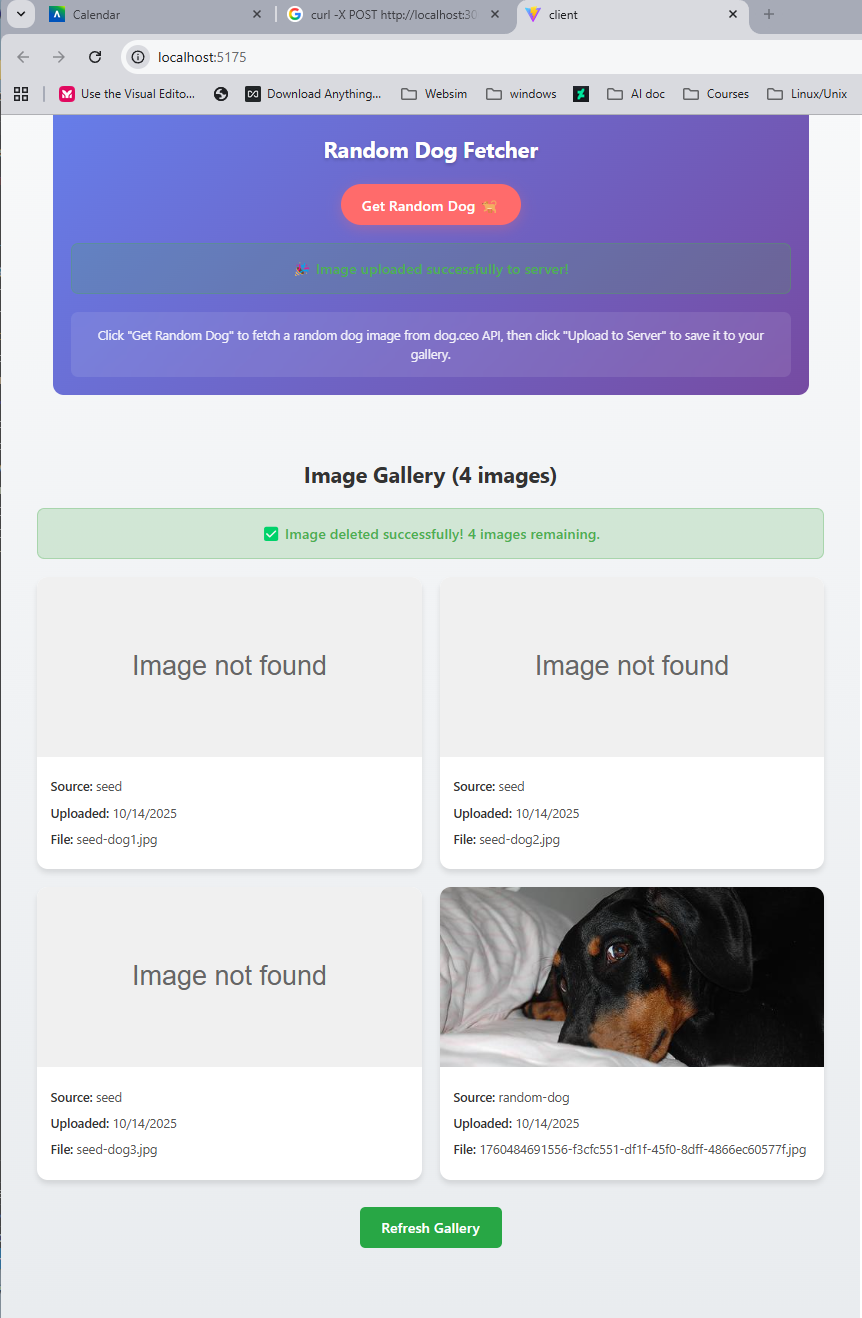 Calendar
curl -X POST http://localhost:30
client
localhost:5175
Use the Visual Edito...
Download Anything...
Websim
windows
AI doc
Courses
Linux/Unix
Random Dog Fetcher
Get Random Dog 🐕
🎉 Image uploaded successfully to server!
Click "Get Random Dog" to fetch a random dog image from dog.ceo API, then click "Upload to Server" to save it to your
gallery.
Image Gallery (4 images)
✅ Image deleted successfully! 4 images remaining.
Image not found
Source: seed
Uploaded: 10/14/2025
File: seed-dog1.jpg
Image not found
Source: seed
Uploaded: 10/14/2025
File: seed-dog2.jpg
Image not found
Source: seed
Uploaded: 10/14/2025
File: seed-dog3.jpg
Source: random-dog
Uploaded: 10/14/2025
File: 1760484691556-f3cfc551-df1f-45f0-8dff-4866ec60577f.jpg
Refresh Gallery